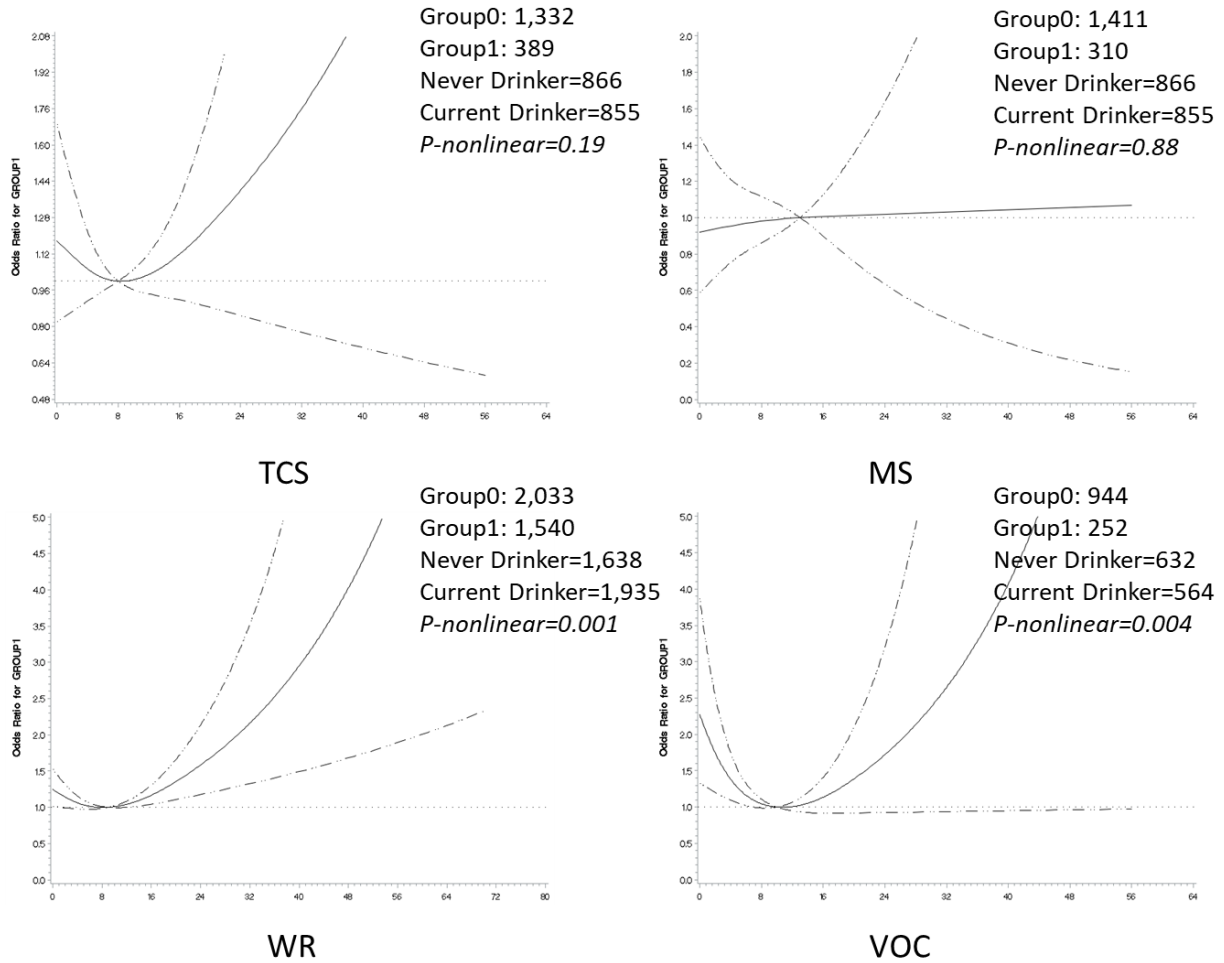 Group0: 1,332
Group1: 389
Never Drinker=866
Current Drinker=855
P-nonlinear=0.19
Odds Ratio for GROUP1
2.08
1.92
1.76
1.60
1.44
1.28
1.12
0.96
0.80
0.64
0.48
0 8 16 24 32 40 48 56 64
TCS
Group0: 1,411
Group1: 310
Never Drinker=866
Current Drinker=855
P-nonlinear=0.88
Odds Ratio for GROUP1
2.0
1.8
1.6
1.4
1.2
1.0
0.8
0.6
0.4
0.2
0.0
0 8 16 24 32 40 48 56 64
MS
Group0: 2,033
Group1: 1,540
Never Drinker=1,638
Current Drinker=1,935
P-nonlinear=0.001
Odds Ratio for GROUP1
5.0
4.5
4.0
3.5
3.0
2.5
2.0
1.5
1.0
0.5
0.0
0 8 16 24 32 40 48 56 64 72 80
WR
Group0: 944
Group1: 252
Never Drinker=632
Current Drinker=564
P-nonlinear=0.004
Odds Ratio for GROUP1
5.0
4.5
4.0
3.5
3.0
2.5
2.0
1.5
1.0
0.5
0.0
0 8 16 24 32 40 48 56 64
VOC